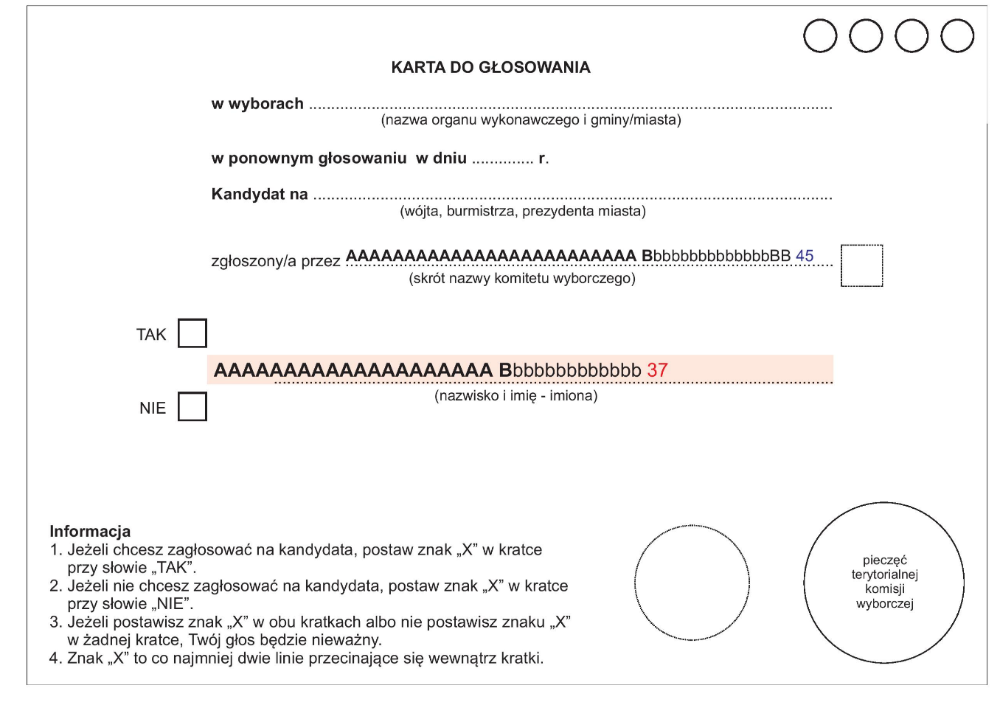 KARTA DO GŁOSOWANIA
w wyborach ........................................................................................................................
(nazwa organu wykonawczego i gminy/miasta)
w ponownym głosowaniu w dniu .............. r.
Kandydat na .......................................................................................................................
(wójta, burmistrza, prezydenta miasta)
zgłoszony/a przez AAAAAAAAAAAAAAAAAAAAAAAAA BbbbbbbbbbbbbbBB 45
(skrót nazwy komitetu wyborczego)
TAK
AAAAAAAAAAAAAAAAAAAA Bbbbbbbbbbbbb 37
(nazwisko i imię - imiona)
NIE
Informacja
1. Jeżeli chcesz zagłosować na kandydata, postaw znak „X” w kratce
przy słowie „TAK”.
2. Jeżeli nie chcesz zagłosować na kandydata, postaw znak „X” w kratce
przy słowie „NIE”.
3. Jeżeli postawisz znak „X” w obu kratkach albo nie postawisz znaku „X”
w żadnej kratce, Twój głos będzie nieważny.
4. Znak „X” to co najmniej dwie linie przecinające się wewnątrz kratki.
pieczęć
terytorialnej
komisji
wyborczej